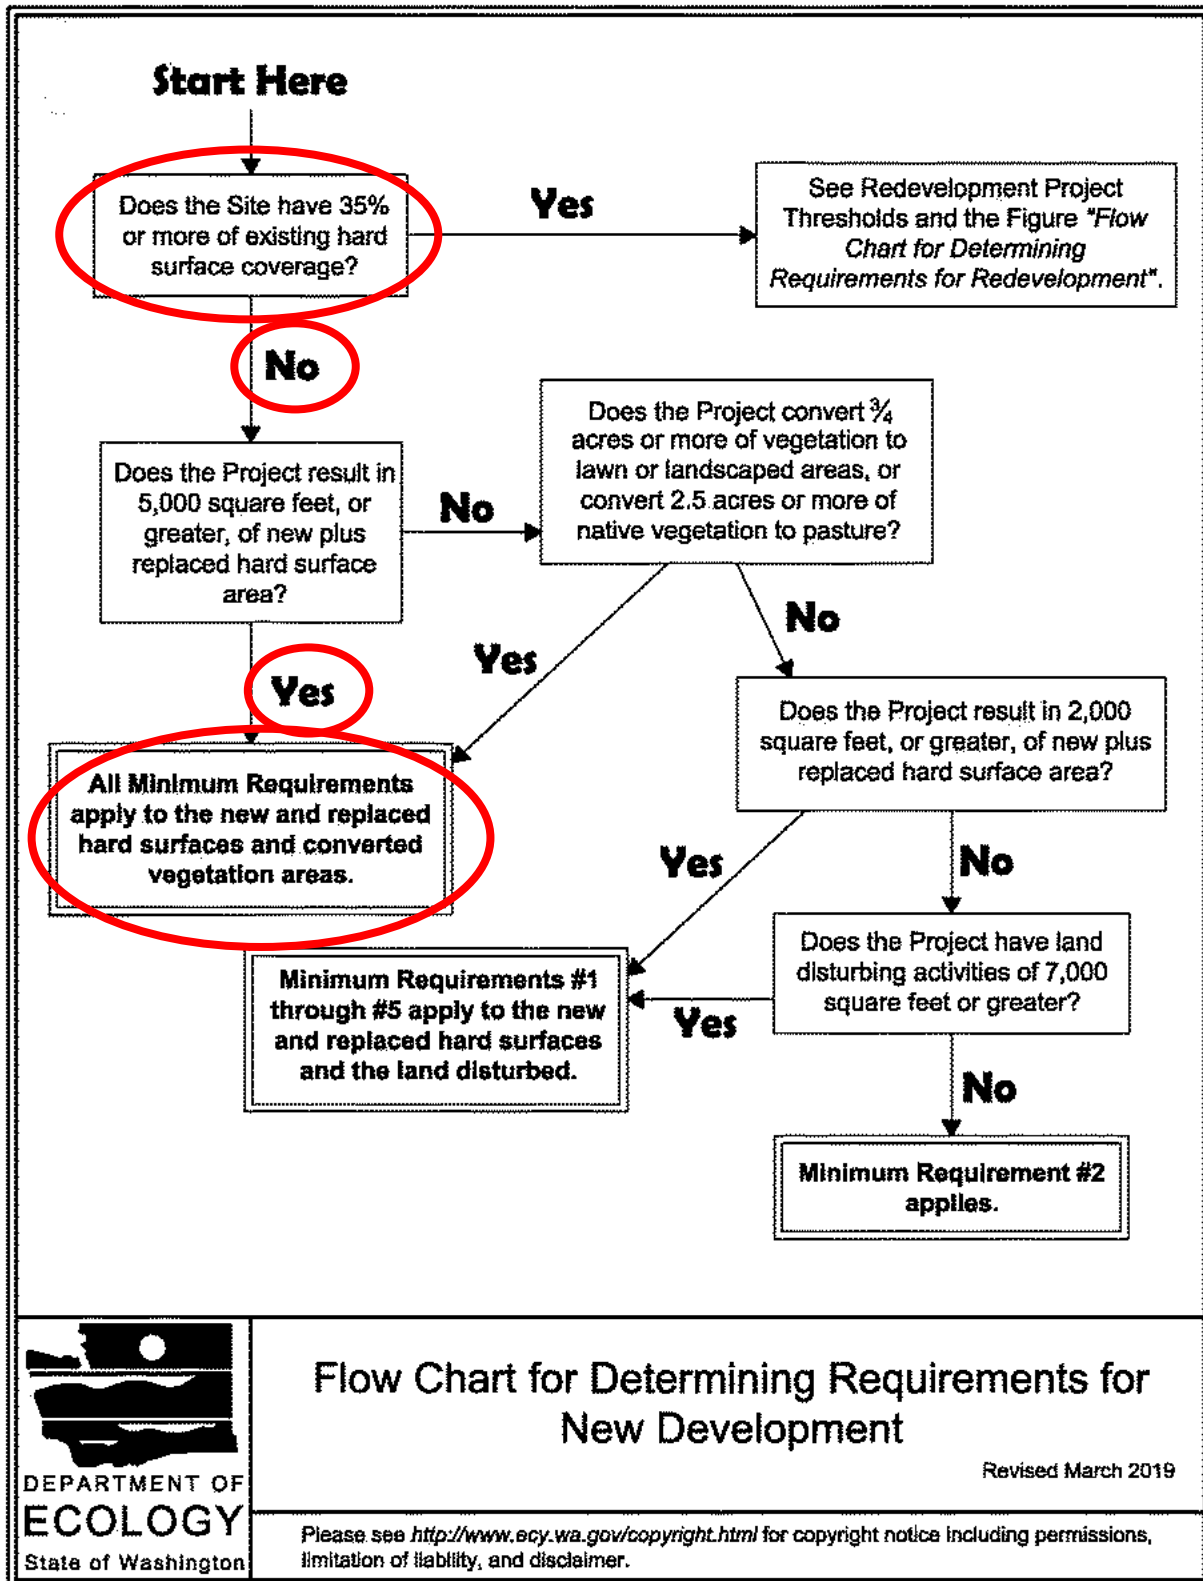 Start Here
Does the Site have 35%
or more of existing hard
surface coverage?
Yes
See Redevelopment Project
Thresholds and the Figure "Flow
Chart for Determining
Requirements for Redevelopment".
No
Does the Project result in
5,000 square feet, or
greater, of new plus
replaced hard surface
area?
No
Does the Project convert ¾
acres or more of vegetation to
lawn or landscaped areas, or
convert 2.5 acres or more of
native vegetation to pasture?
Yes
Yes
No
All Minimum Requirements
apply to the new and replaced
hard surfaces and converted
vegetation areas.
Does the Project result in 2,000
square feet, or greater, of new plus
replaced hard surface area?
Yes
No
Minimum Requirements #1
through #5 apply to the new
and replaced hard surfaces
and the land disturbed.
Yes
Does the Project have land
disturbing activities of 7,000
square feet or greater?
No
Minimum Requirement #2
applies.
DEPARTMENT OF
ECOLOGY
State of Washington
Flow Chart for Determining Requirements for
New Development
Revised March 2019
Please see http://www.ecy.wa.gov/copyright.html for copyright notice including permissions,
limitation of liability, and disclaimer.